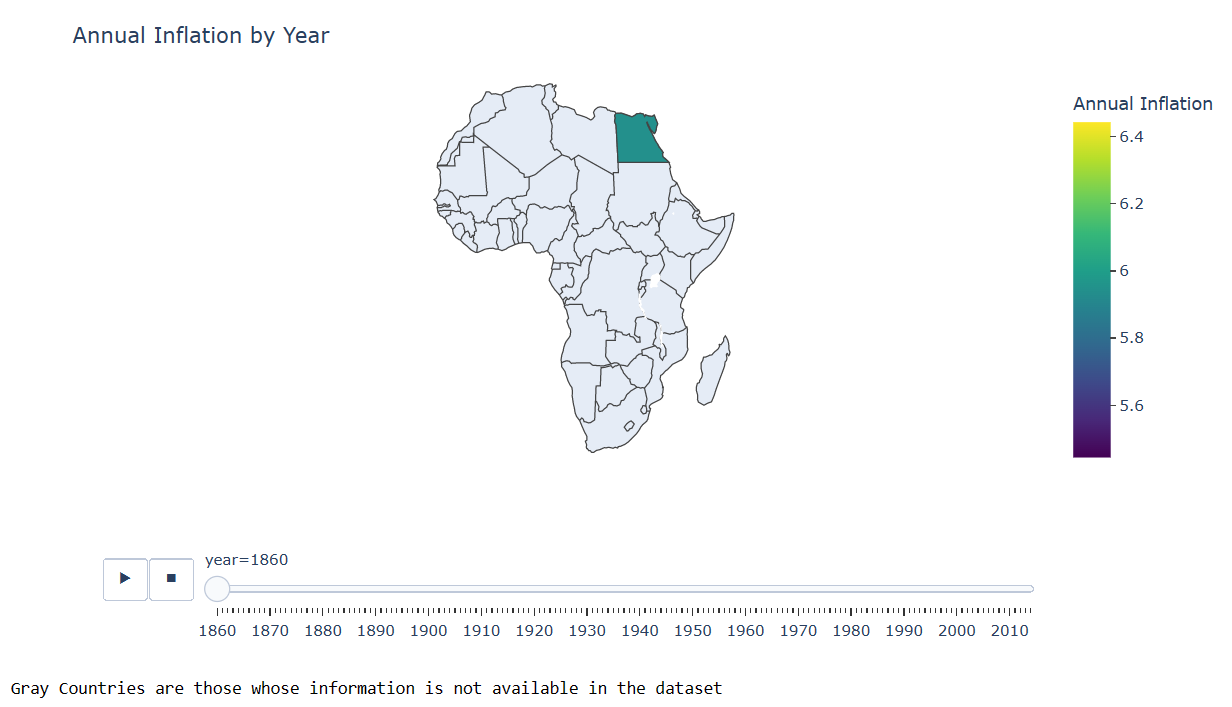 Annual Inflation by Year
Annual Inflation
6.4
6.2
6
5.8
5.6
year=1860
1860 1870 1880 1890 1900 1910 1920 1930 1940 1950 1960 1970 1980 1990 2000 2010
Gray Countries are those whose information is not available in the dataset